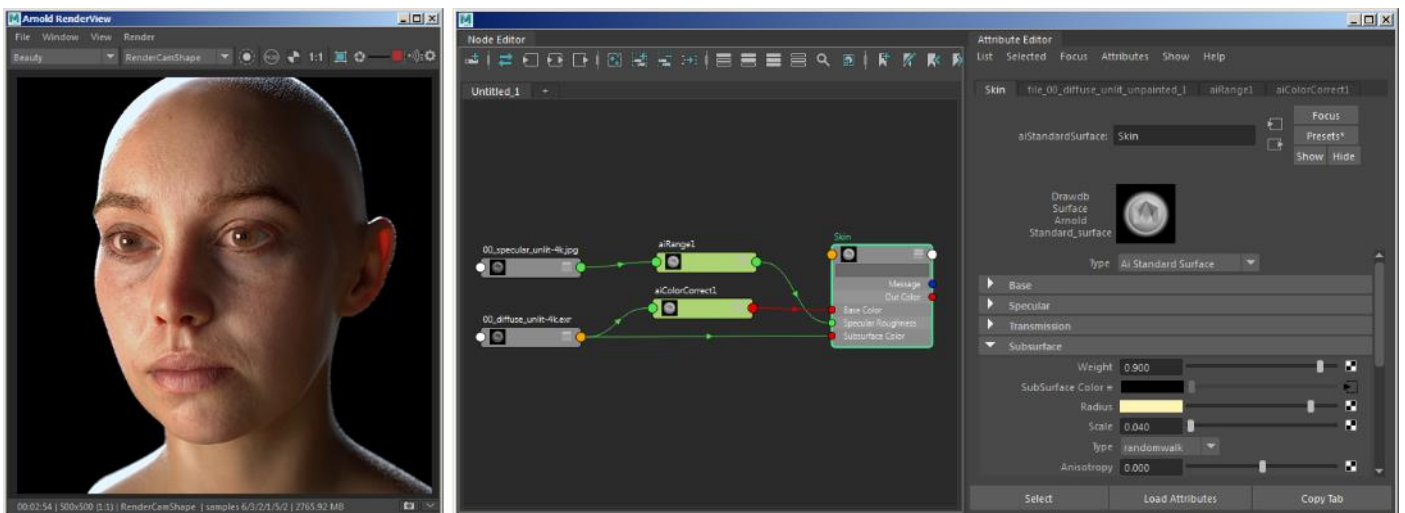 Arnold RenderView
File Window View Render
Beauty RenderCamShape 1:1
00:02:54 | 500x500 (1:1) | RenderCamShape | samples 6/3/2/1/5/2 | 2765.92 MB
Node Editor
Untitled_1 +
00_specular_unlit-4k.jpg
aiRange1
Skin
aiColorCorrect1
00_diffuse_unlit-4k.exr
Message
Out Color
Base Color
Specular Roughness
Subsurface Color
Attribute Editor
List Selected Focus Attributes Show Help
Skin file_00_diffuse_unlit_unpainted_1 aiRange1 aiColorCorrect1
aiStandardSurface: Skin
Focus
Presets*
Show Hide
Drawdb
Surface
Arnold
Standard_surface
Type Ai Standard Surface
Base
Specular
Transmission
Subsurface
Weight 0.900
SubSurface Color =
Radius
Scale 0.040
Type randomwalk
Anisotropy 0.000
Select Load Attributes Copy Tab